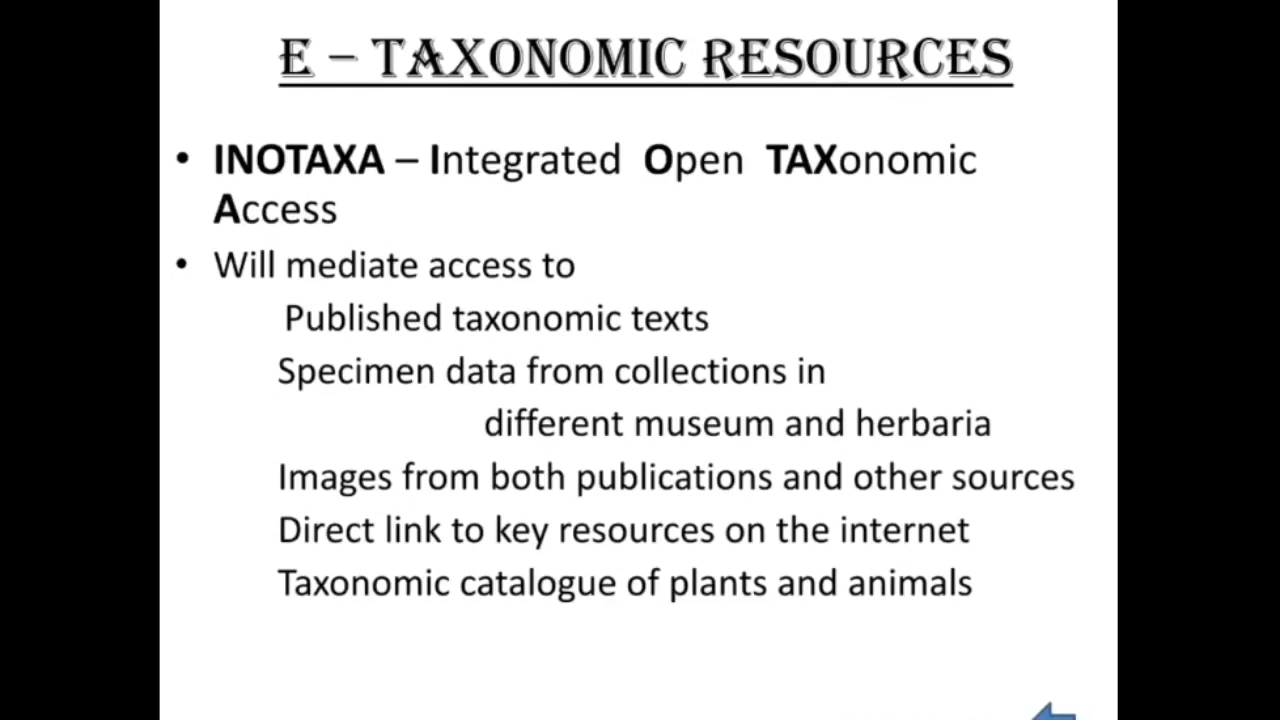 E – TAXONOMIC RESOURCES
• INOTAXA – Integrated Open TAXonomic
Access
• Will mediate access to
Published taxonomic texts
Specimen data from collections in
different museum and herbaria
Images from both publications and other sources
Direct link to key resources on the internet
Taxonomic catalogue of plants and animals